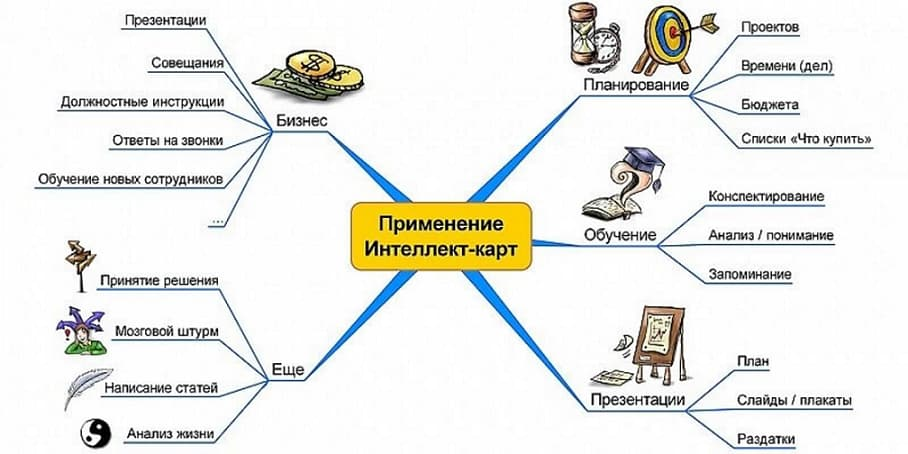 Применение
Интеллект-карт
Планирование
Проектов
Времени (дел)
Бюджета
Списки «Что купить»
Обучение
Конспектирование
Анализ / понимание
Запоминание
Презентации
План
Слайды / плакаты
Раздатки
Бизнес
Презентации
Совещания
Должностные инструкции
Ответы на звонки
Обучение новых сотрудников
...
Еще
Принятие решения
Мозговой штурм
Написание статей
Анализ жизни